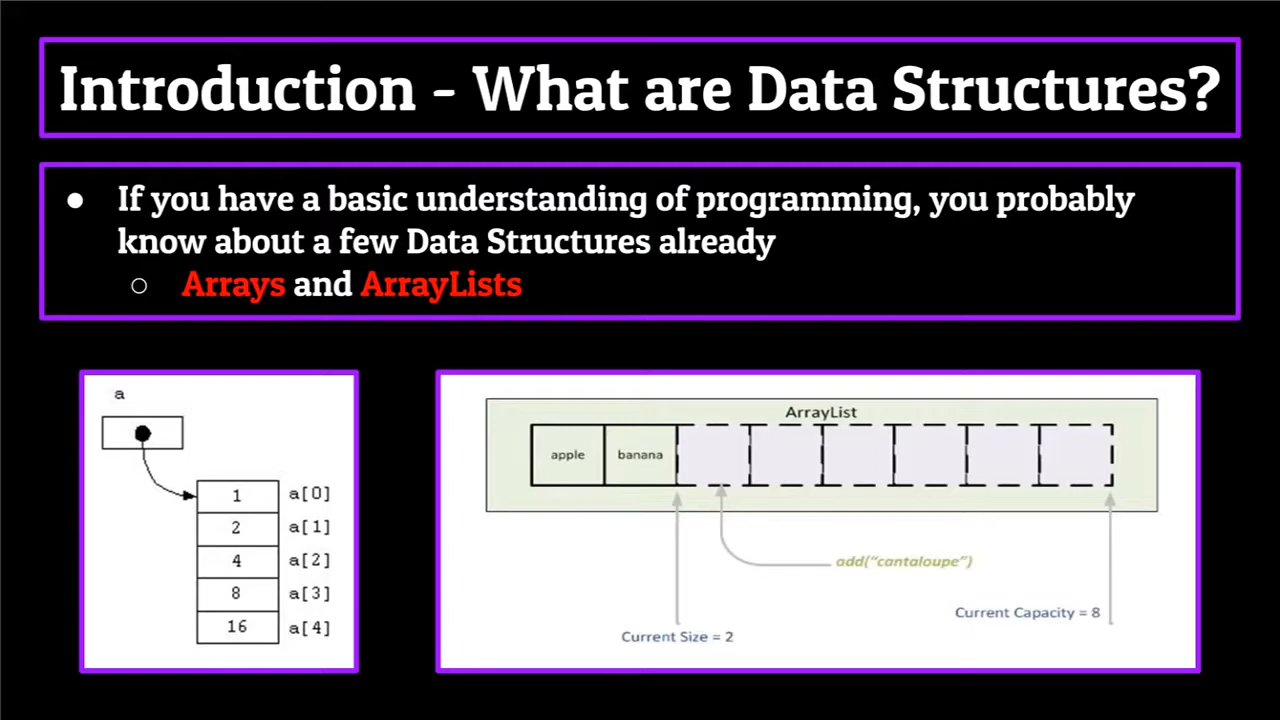 Introduction - What are Data Structures?
● If you have a basic understanding of programming, you probably
know about a few Data Structures already
○ Arrays and ArrayLists
a
1 a[0]
2 a[1]
4 a[2]
8 a[3]
16 a[4]
ArrayList
apple banana
add(“cantaloupe”)
Current Capacity = 8
Current Size = 2